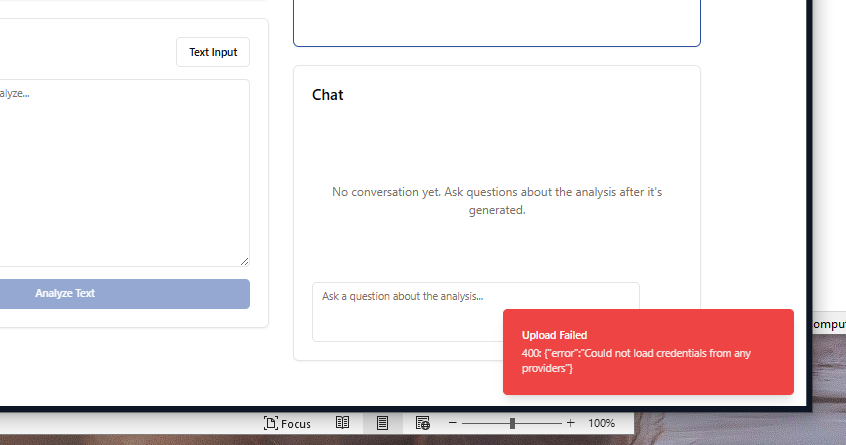 Text Input
alyze...
Analyze Text
Chat
No conversation yet. Ask questions about the analysis after it's
generated.
Ask a question about the analysis...
Upload Failed
400: {"error":"Could not load credentials from any
providers"}
Focus
100%